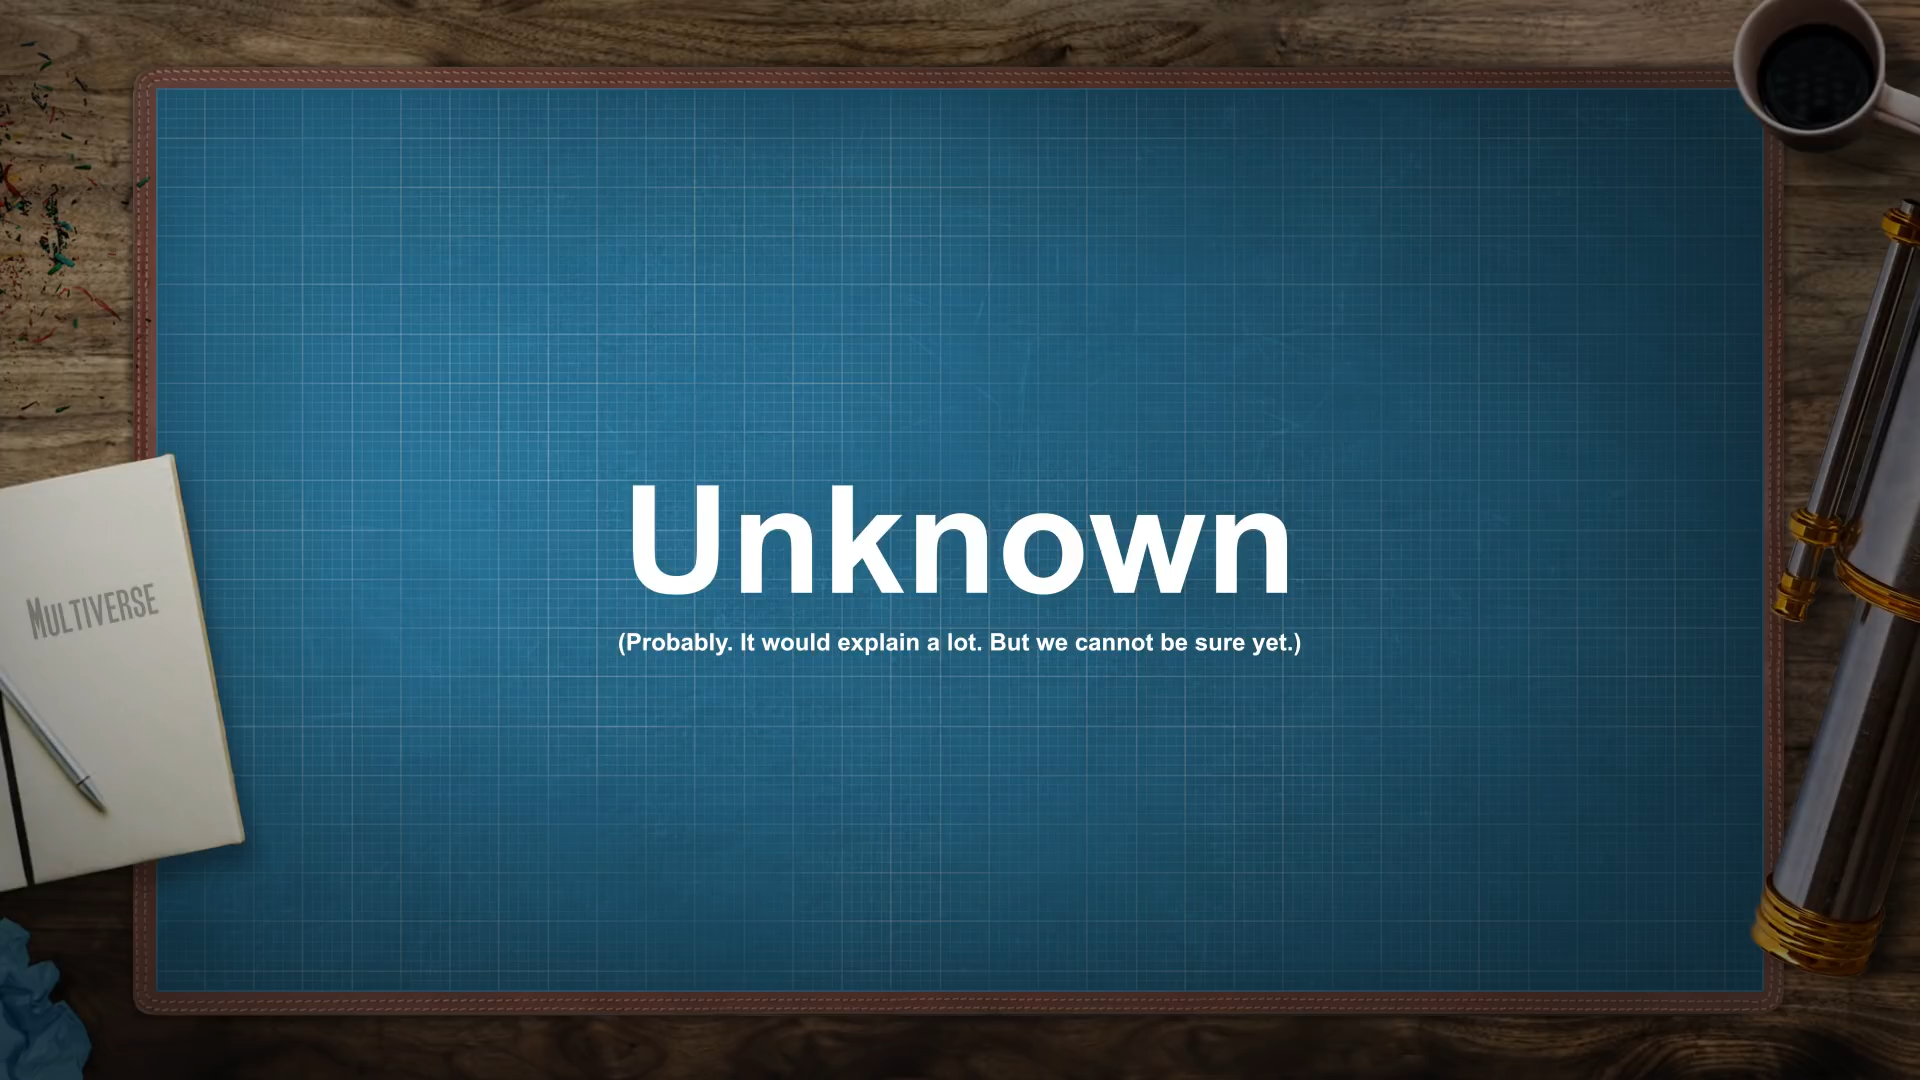 Unknown
(Probably. It would explain a lot. But we cannot be sure yet.)
MULTIVERSE